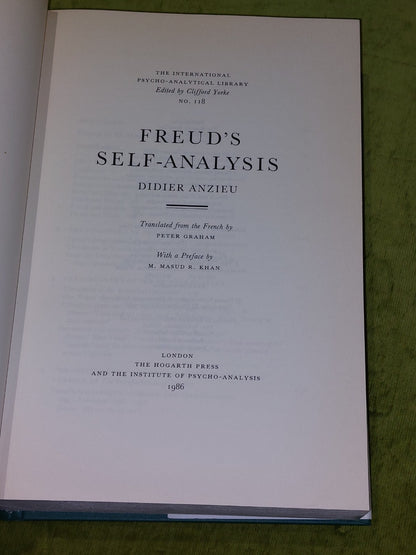 THE INTERNATIONAL
PSYCHO-ANALYTICAL LIBRARY
Edited by Clifford Yorke
NO. 118
FREUD'S
SELF-ANALYSIS
DIDIER ANZIEU
Translated from the French by
PETER GRAHAM
With a Preface by
M. MASUD R. KHAN
LONDON
THE HOGARTH PRESS
AND THE INSTITUTE OF PSYCHO-ANALYSIS
1986